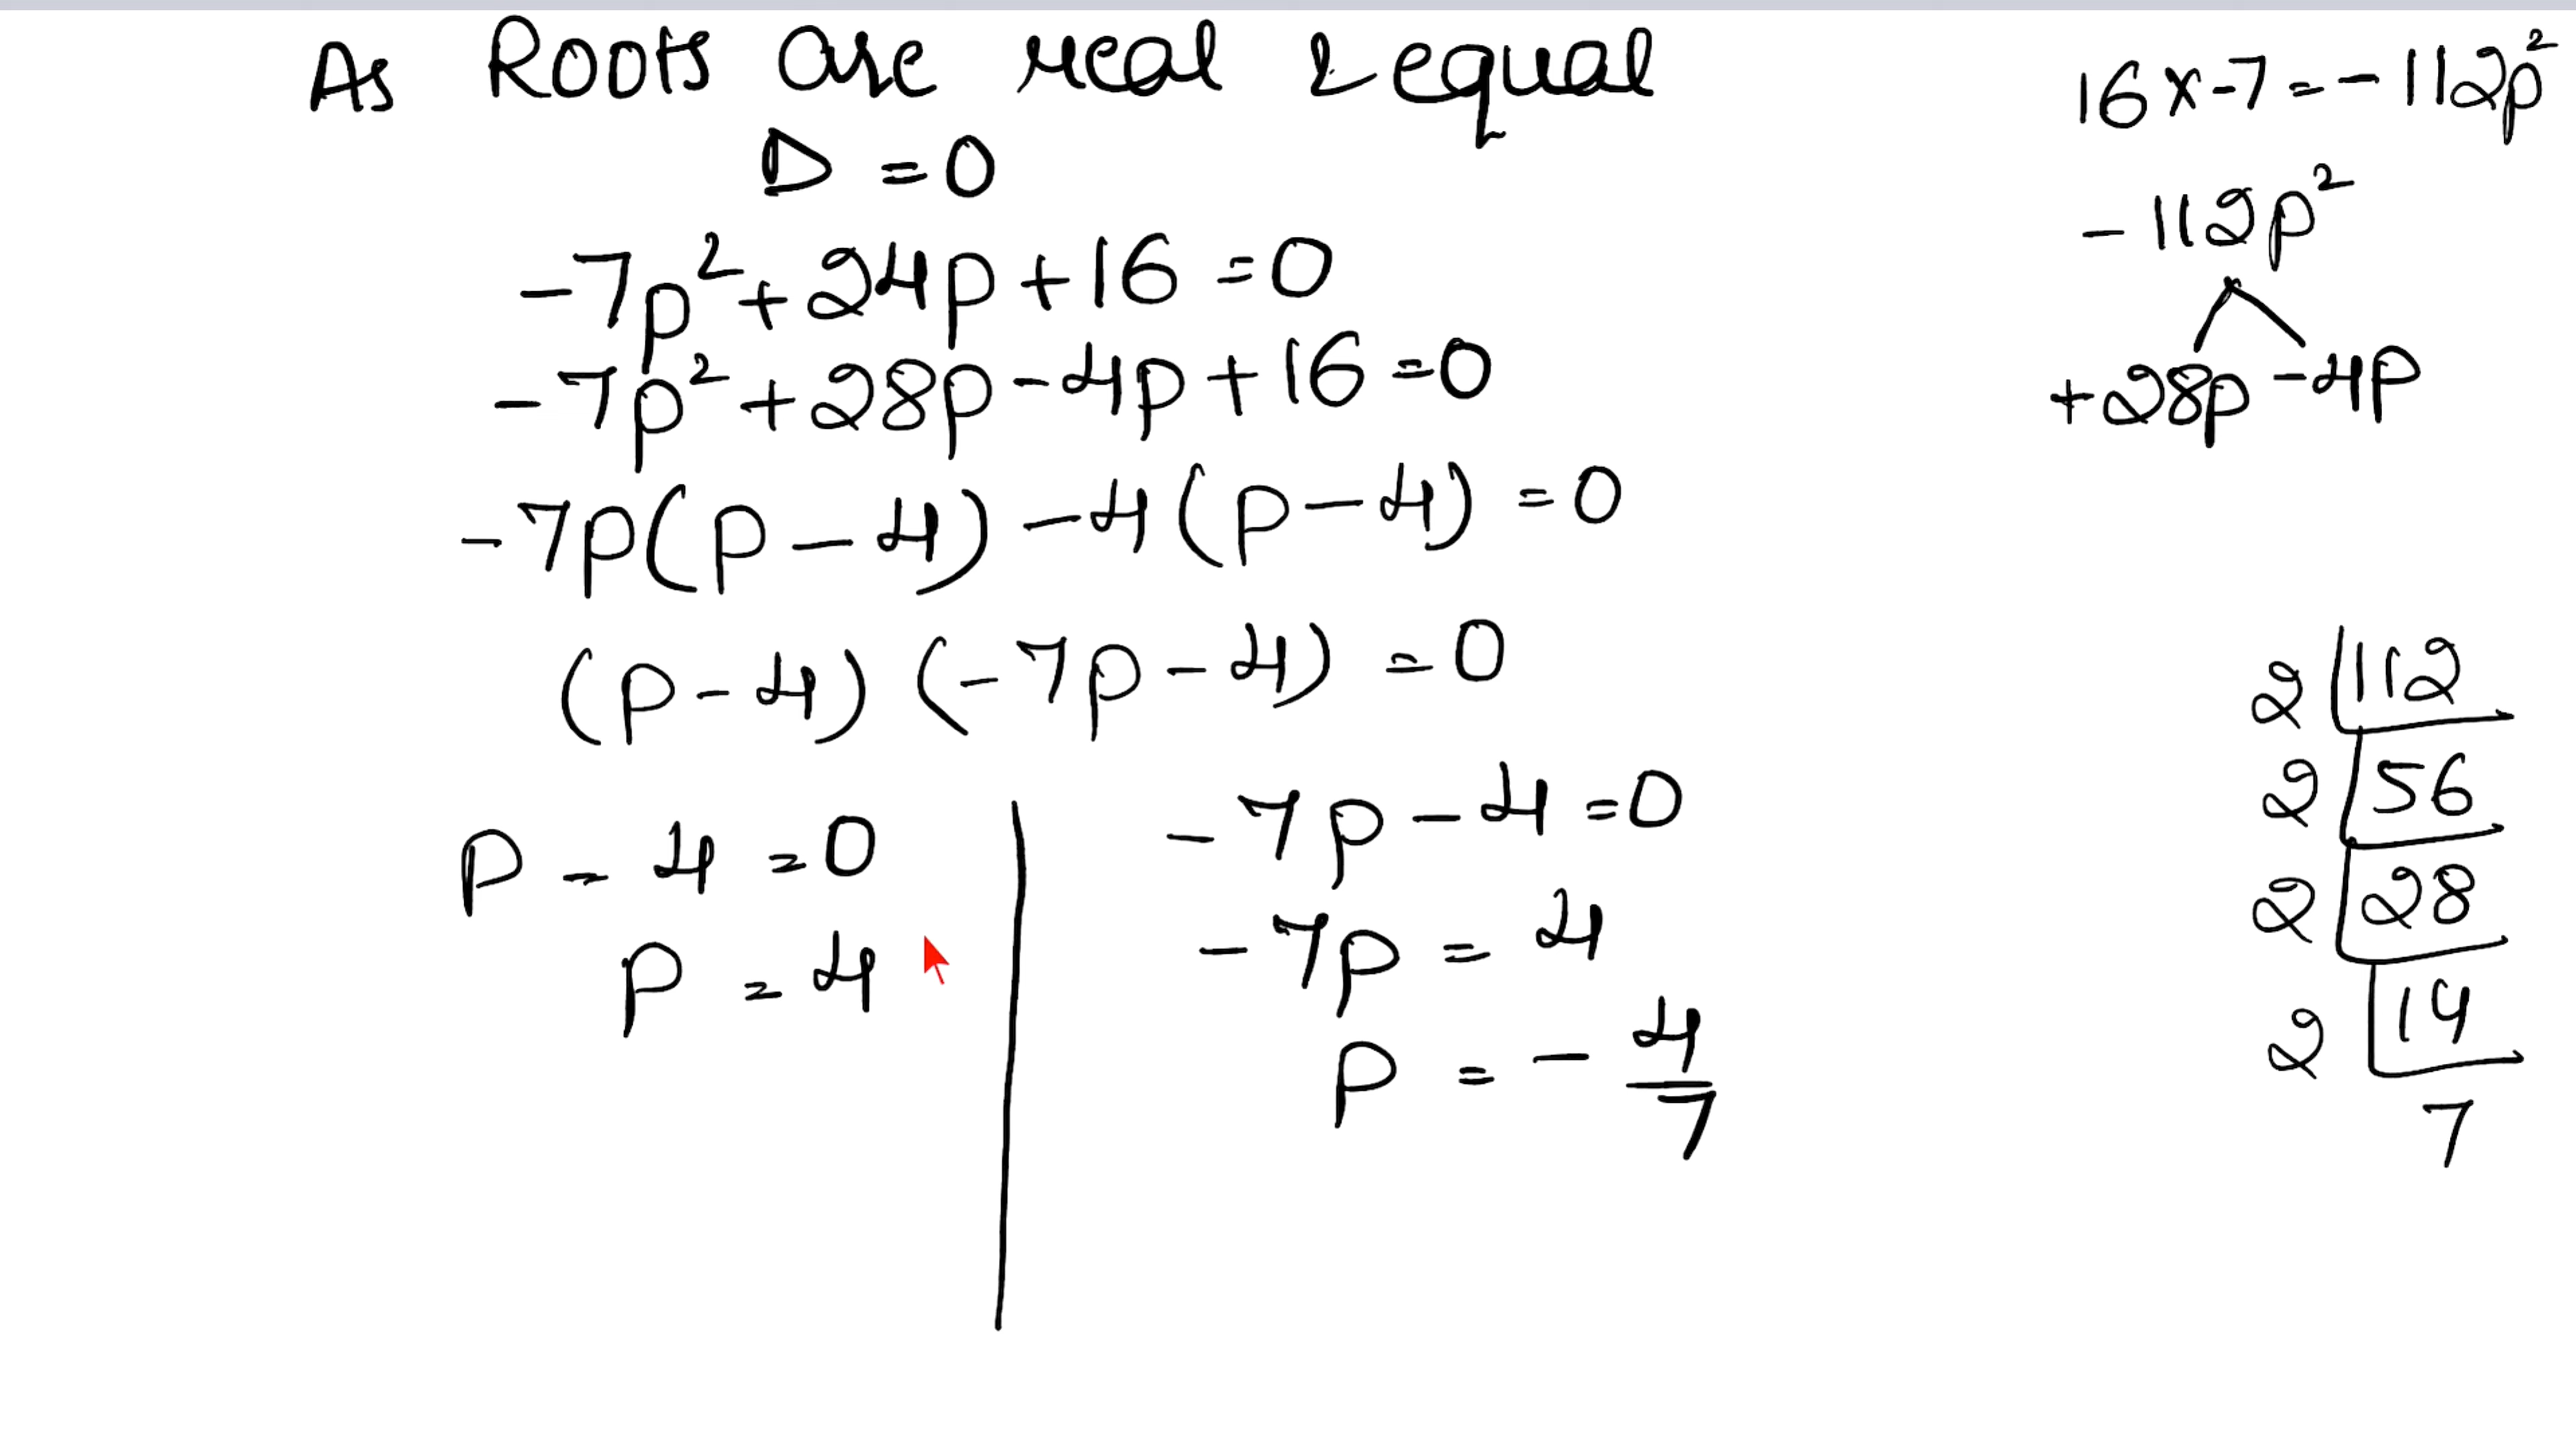 As Roots are real & equal
D = 0
-7p² + 24p + 16 = 0
-7p² + 28p - 4p + 16 = 0
-7p(p - 4) - 4(p - 4) = 0
(p - 4) (-7p - 4) = 0
p - 4 = 0
p = 4
-7p - 4 = 0
-7p = 4
p = - 4/7
16 x -7 = -112p²
-112p²
+28p -4p
2 |112
2 |56
2 |28
2 |14
7